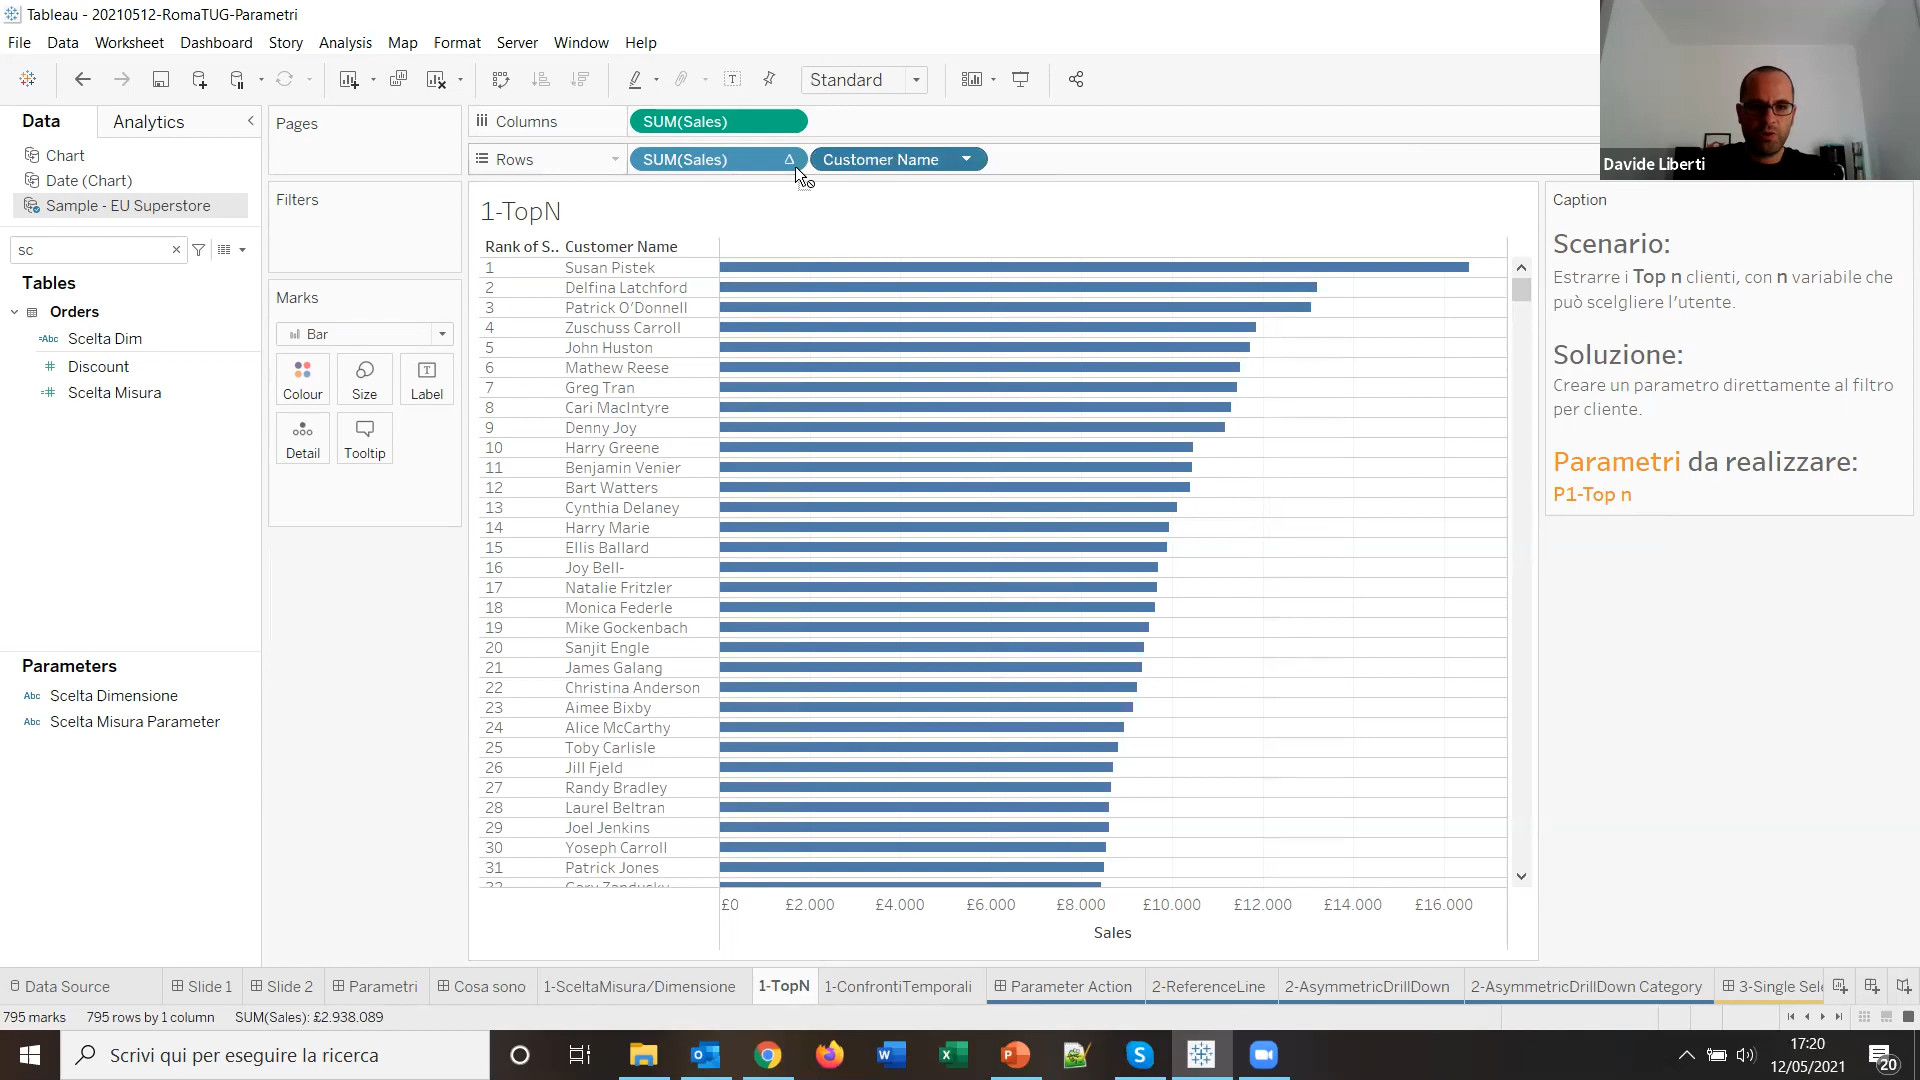 Tableau - 20210512-RomaTUG-Parametri
File Data Worksheet Dashboard Story Analysis Map Format Server Window Help
Standard
Davide Liberti
Data Analytics
Chart
Date (Chart)
Sample - EU Superstore
sc
Tables
Orders
Abc Scelta Dim
Discount
Scelta Misura
Parameters
Abc Scelta Dimensione
Abc Scelta Misura Parameter
Pages
Filters
Marks
Bar
Colour Size Label
Detail Tooltip
Columns SUM(Sales)
Rows SUM(Sales) Δ Customer Name
1-TopN
Rank of S.. Customer Name
1 Susan Pistek
2 Delfina Latchford
3 Patrick O'Donnell
4 Zuschuss Carroll
5 John Huston
6 Mathew Reese
7 Greg Tran
8 Cari MacIntyre
9 Denny Joy
10 Harry Greene
11 Benjamin Venier
12 Bart Watters
13 Cynthia Delaney
14 Harry Marie
15 Ellis Ballard
16 Joy Bell-
17 Natalie Fritzler
18 Monica Federle
19 Mike Gockenbach
20 Sanjit Engle
21 James Galang
22 Christina Anderson
23 Aimee Bixby
24 Alice McCarthy
25 Toby Carlisle
26 Jill Fjeld
27 Randy Bradley
28 Laurel Beltran
29 Joel Jenkins
30 Yoseph Carroll
31 Patrick Jones
32 Gary Zandusky
£0 £2.000 £4.000 £6.000 £8.000 £10.000 £12.000 £14.000 £16.000
Sales
Caption
Scenario:
Estrarre i Top n clienti, con n variabile che
può scelgliere l'utente.
Soluzione:
Creare un parametro direttamente al filtro
per cliente.
Parametri da realizzare:
P1-Top n
Data Source Slide 1 Slide 2 Parametri Cosa sono 1-SceltaMisura/Dimensione 1-TopN 1-ConfrontiTemporali Parameter Action 2-ReferenceLine 2-AsymmetricDrillDown 2-AsymmetricDrillDown Category 3-Single Sele
795 marks 795 rows by 1 column SUM(Sales): £2.938.089
Scrivi qui per eseguire la ricerca
17:20
12/05/2021
20